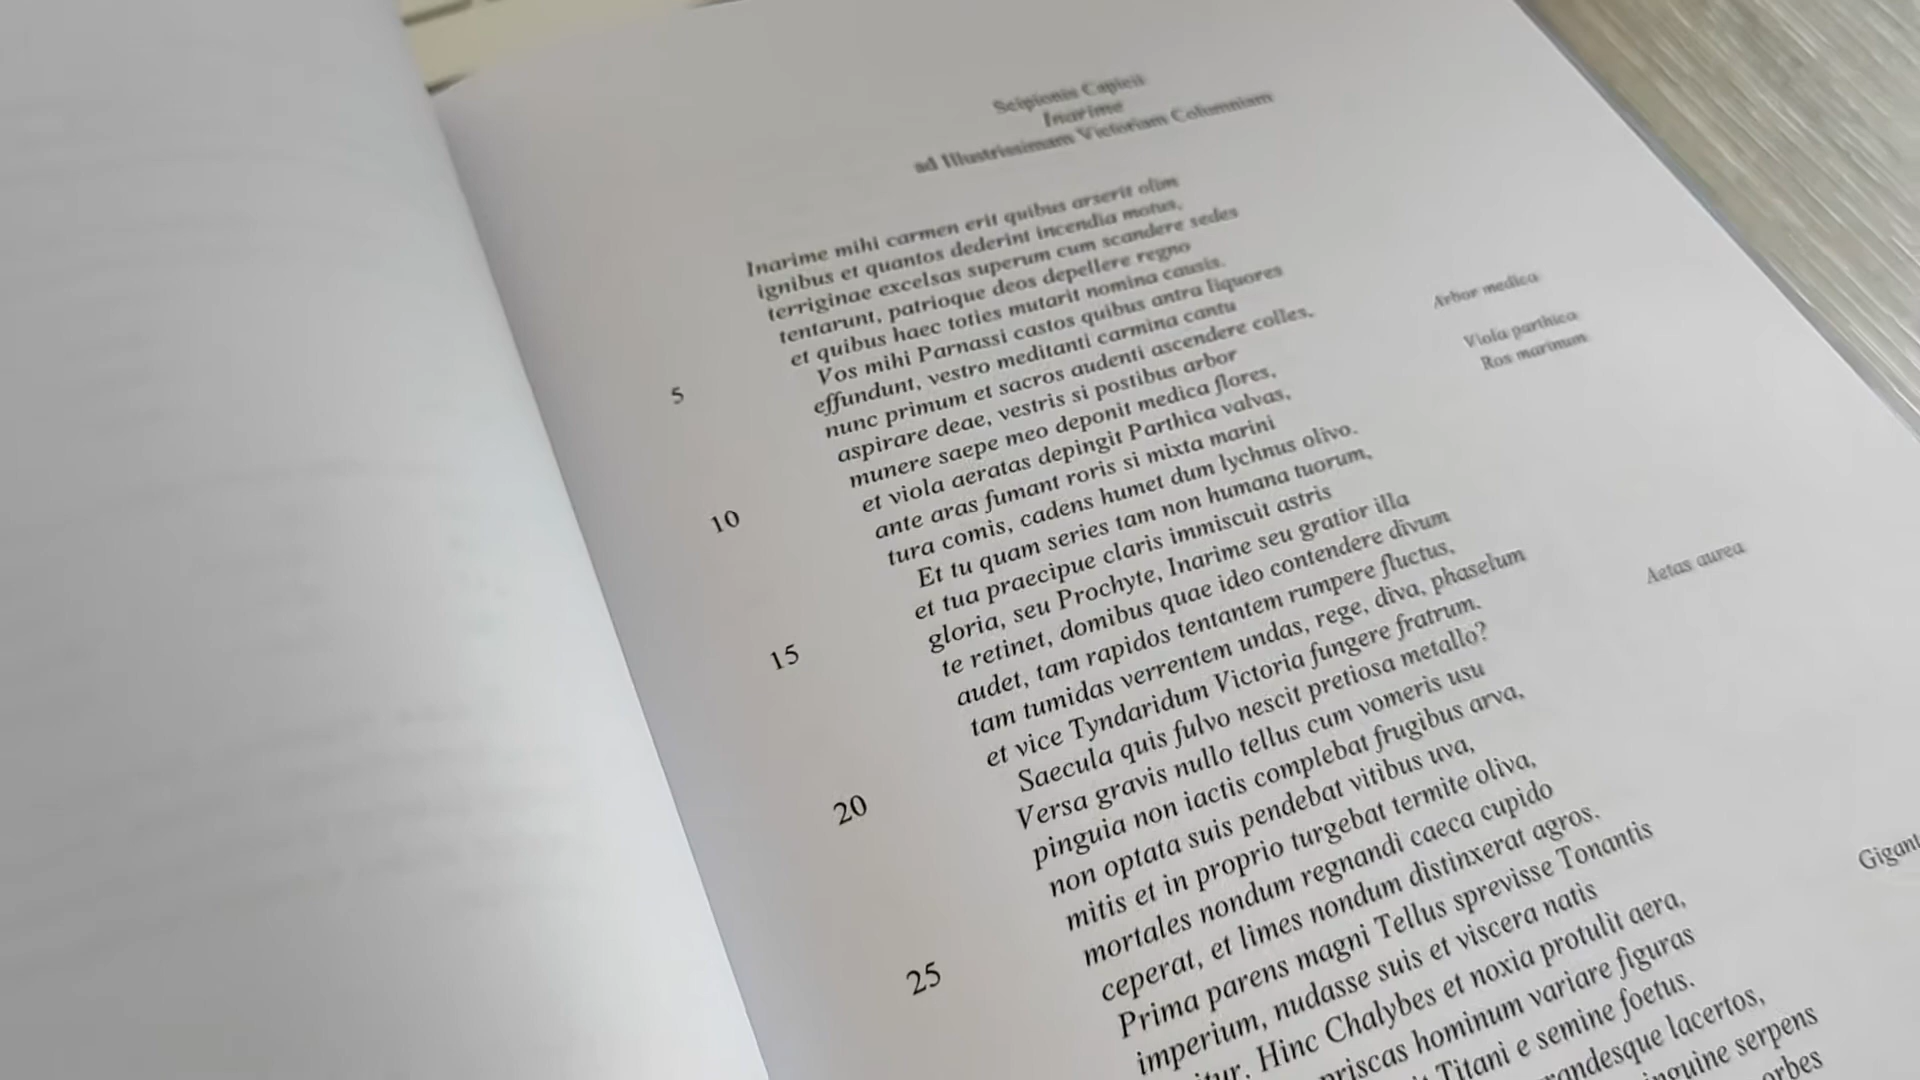 Scipionis Capicii
Inarime
ad Illustrissimam Victoriam Columniam
Inarime mihi carmen erit quibus arserit olim
ignibus et quantos dederint incendia motus,
terriginae excelsas superum cum scandere sedes
tentarunt, patrioque deos depellere regno
5 et quibus haec toties mutarit nomina causis.
Vos mihi Parnassi castos quibus antra liquores
effundunt, vestro meditanti carmina cantu
nunc primum et sacros audenti ascendere colles,
aspirare deae, vestris si postibus arbor
10 munere saepe meo deponit medica flores, Arbor medica
et viola aeratas depingit Parthica valvas, Viola parthica
ante aras fumant roris si mixta marini Ros marinum
tura comis, cadens humet dum lychnus olivo.
Et tu quam series tam non humana tuorum,
15 et tua praecipue claris immiscuit astris
gloria, seu Prochyte, Inarime seu gratior illa
te retinet, domibus quae ideo contendere divum
audet, tam rapidos tentantem rumpere fluctus,
tam tumidas verrentem undas, rege, diva, phaselum
20 et vice Tyndaridum Victoria fungere fratrum.
Saecula quis fulvo nescit pretiosa metallo? Aetas aurea
Versa gravis nullo tellus cum vomeris usu
pinguia non iactis complebat frugibus arva,
non optata suis pendebat vitibus uva,
25 mitis et in proprio turgebat termite oliva,
mortales nondum regnandi caeca cupido
ceperat, et limes nondum distinxerat agros.
Prima parens magni Tellus sprevisse Tonantis Gigant
imperium, nudasse suis et viscera natis
Hinc Chalybes et noxia protulit aera,
priscas hominum variare figuras
Titani e semine foetus.
lacertos,
serpens
orbes